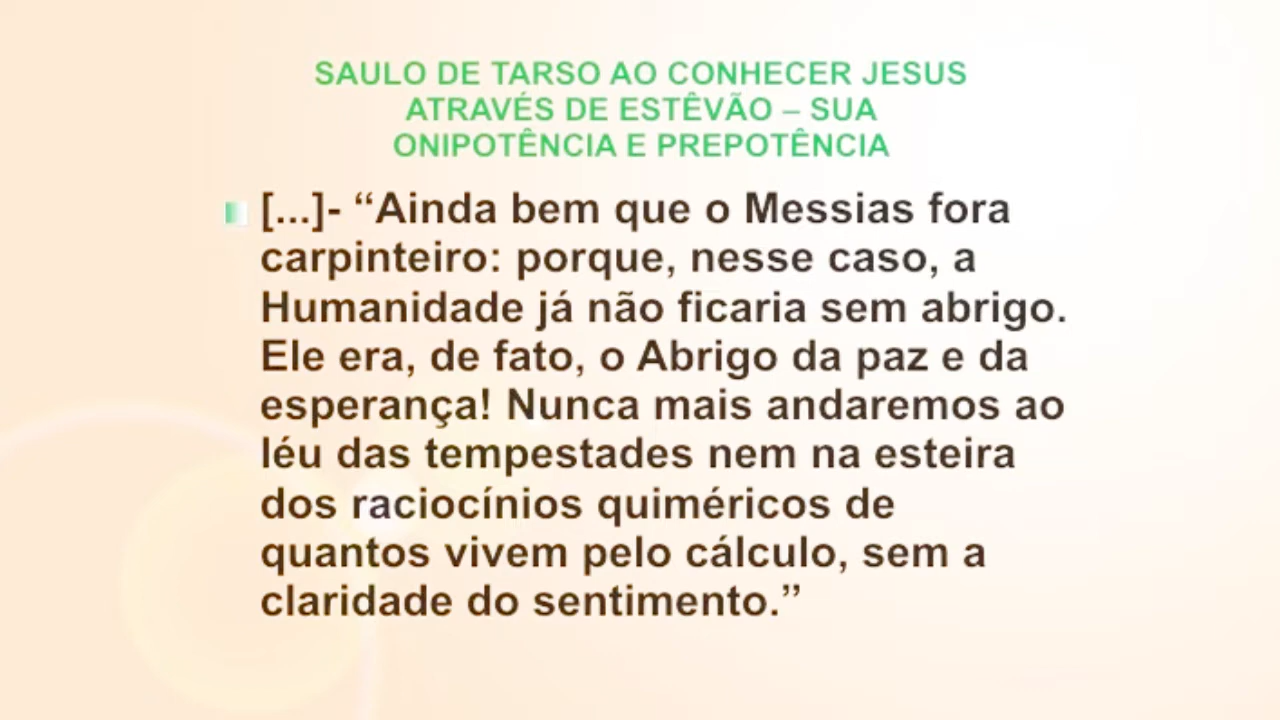 SAULO DE TARSO AO CONHECER JESUS
ATRAVÉS DE ESTÊVÃO – SUA
ONIPOTÊNCIA E PREPOTÊNCIA
[...]- “Ainda bem que o Messias fora
carpinteiro: porque, nesse caso, a
Humanidade já não ficaria sem abrigo.
Ele era, de fato, o Abrigo da paz e da
esperança! Nunca mais andaremos ao
léu das tempestades nem na esteira
dos raciocínios quiméricos de
quantos vivem pelo cálculo, sem a
claridade do sentimento.”